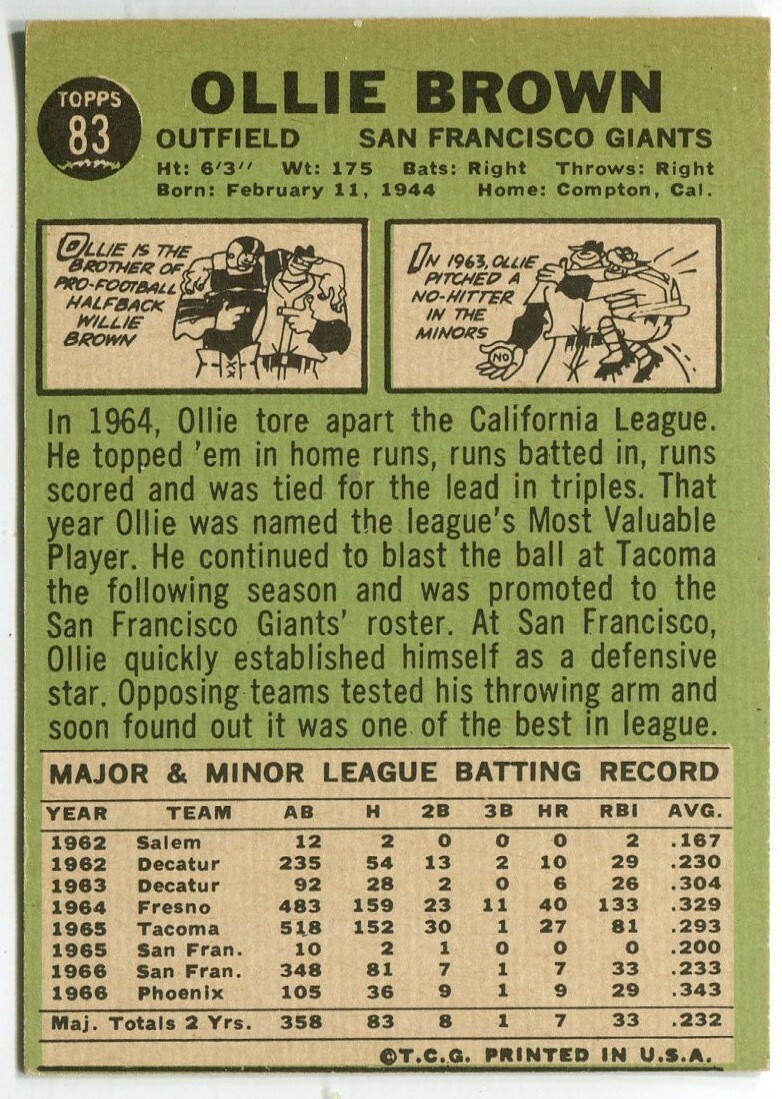 TOPPS
83
OLLIE BROWN
OUTFIELD SAN FRANCISCO GIANTS
Ht: 6'3" Wt: 175 Bats: Right Throws: Right
Born: February 11, 1944 Home: Compton, Cal.
OLLIE IS THE
BROTHER OF
PRO-FOOTBALL
HALFBACK
WILLIE
BROWN
IN 1963, OLLIE
PITCHED A
NO-HITTER
IN THE
MINORS
NO
In 1964, Ollie tore apart the California League.
He topped 'em in home runs, runs batted in, runs
scored and was tied for the lead in triples. That
year Ollie was named the league's Most Valuable
Player. He continued to blast the ball at Tacoma
the following season and was promoted to the
San Francisco Giants' roster. At San Francisco,
Ollie quickly established himself as a defensive
star. Opposing teams tested his throwing arm and
soon found out it was one of the best in league.
MAJOR & MINOR LEAGUE BATTING RECORD
YEAR TEAM AB H 2B 3B HR RBI AVG.
1962 Salem 12 2 0 0 0 2 .167
1962 Decatur 235 54 13 2 10 29 .230
1963 Decatur 92 28 2 0 6 26 .304
1964 Fresno 483 159 23 11 40 133 .329
1965 Tacoma 518 152 30 1 27 81 .293
1965 San Fran. 10 2 1 0 0 0 .200
1966 San Fran. 348 81 7 1 7 33 .233
1966 Phoenix 105 36 9 1 9 29 .343
Maj. Totals 2 Yrs. 358 83 8 1 7 33 .232
©T.C.G. PRINTED IN U.S.A.